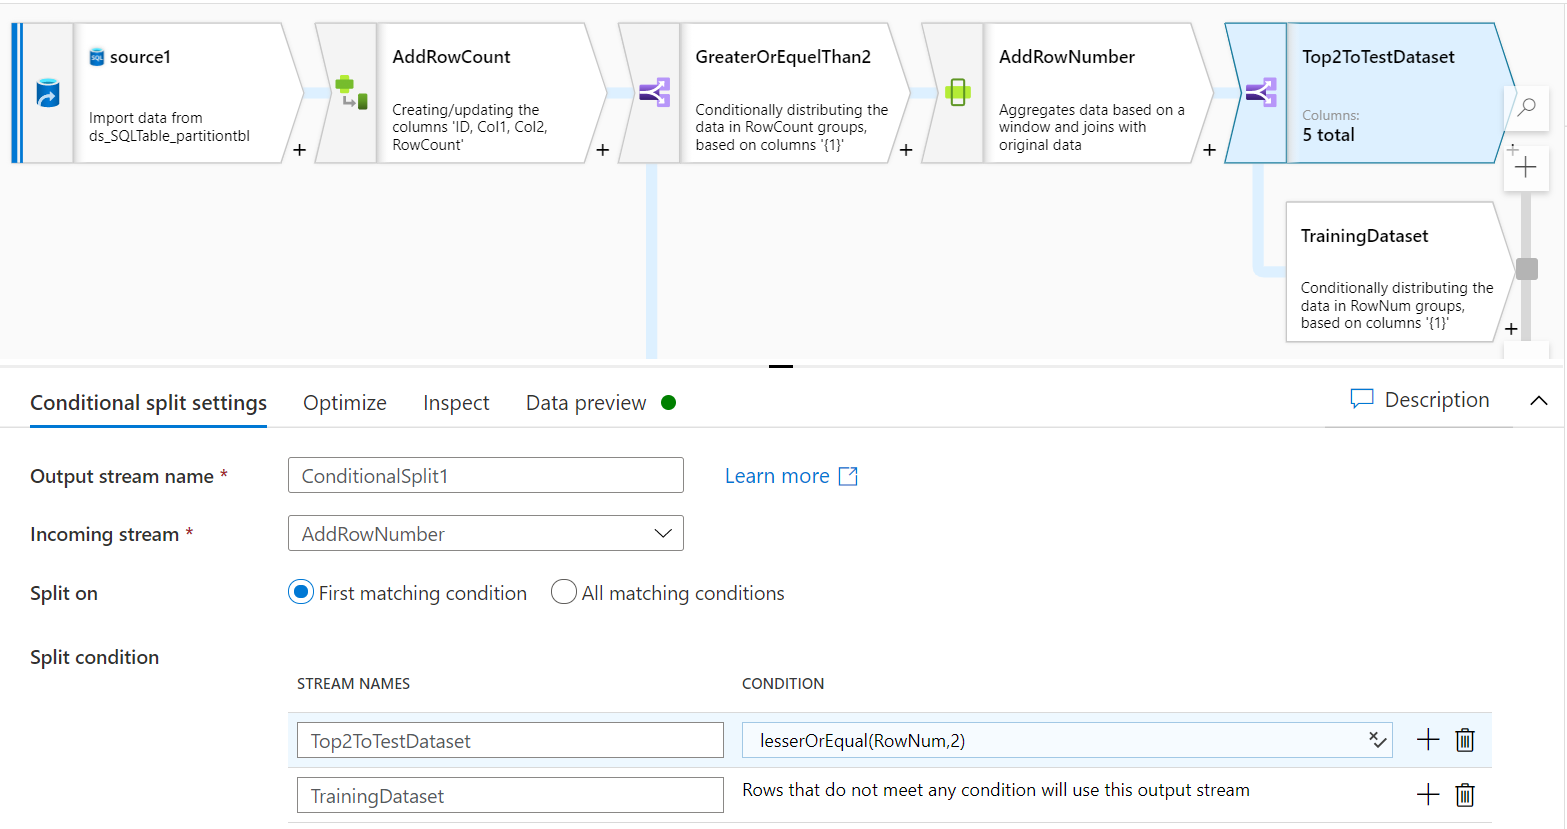 source1
Import data from
ds_SQLTable_partitiontbl
+
AddRowCount
Creating/updating the
columns 'ID, Col1, Col2,
RowCount'
+
GreaterOrEquelThan2
Conditionally distributing the
data in RowCount groups,
based on columns '{1}'
+
AddRowNumber
Aggregates data based on a
window and joins with
original data
+
Top2ToTestDataset
Columns:
5 total
+
TrainingDataset
Conditionally distributing the
data in RowNum groups,
based on columns '{1}'
+
Conditional split settings Optimize Inspect Data preview Description
Output stream name * ConditionalSplit1 Learn more
Incoming stream * AddRowNumber
Split on First matching condition All matching conditions
Split condition
STREAM NAMES CONDITION
Top2ToTestDataset lesserOrEqual(RowNum,2)
TrainingDataset Rows that do not meet any condition will use this output stream